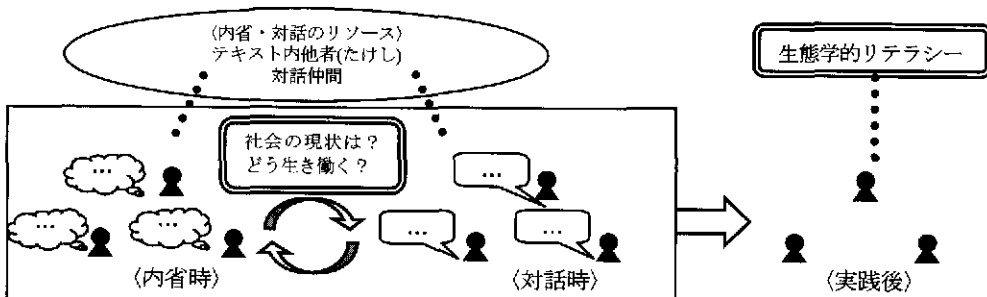 〈内省・対話のリソース〉
テキスト内他者(たけし)
対話仲間
生態学的リテラシー
社会の現状は？
どう生き働く？
…
…
…
…
…
…
〈内省時〉
〈対話時〉
〈実践後〉